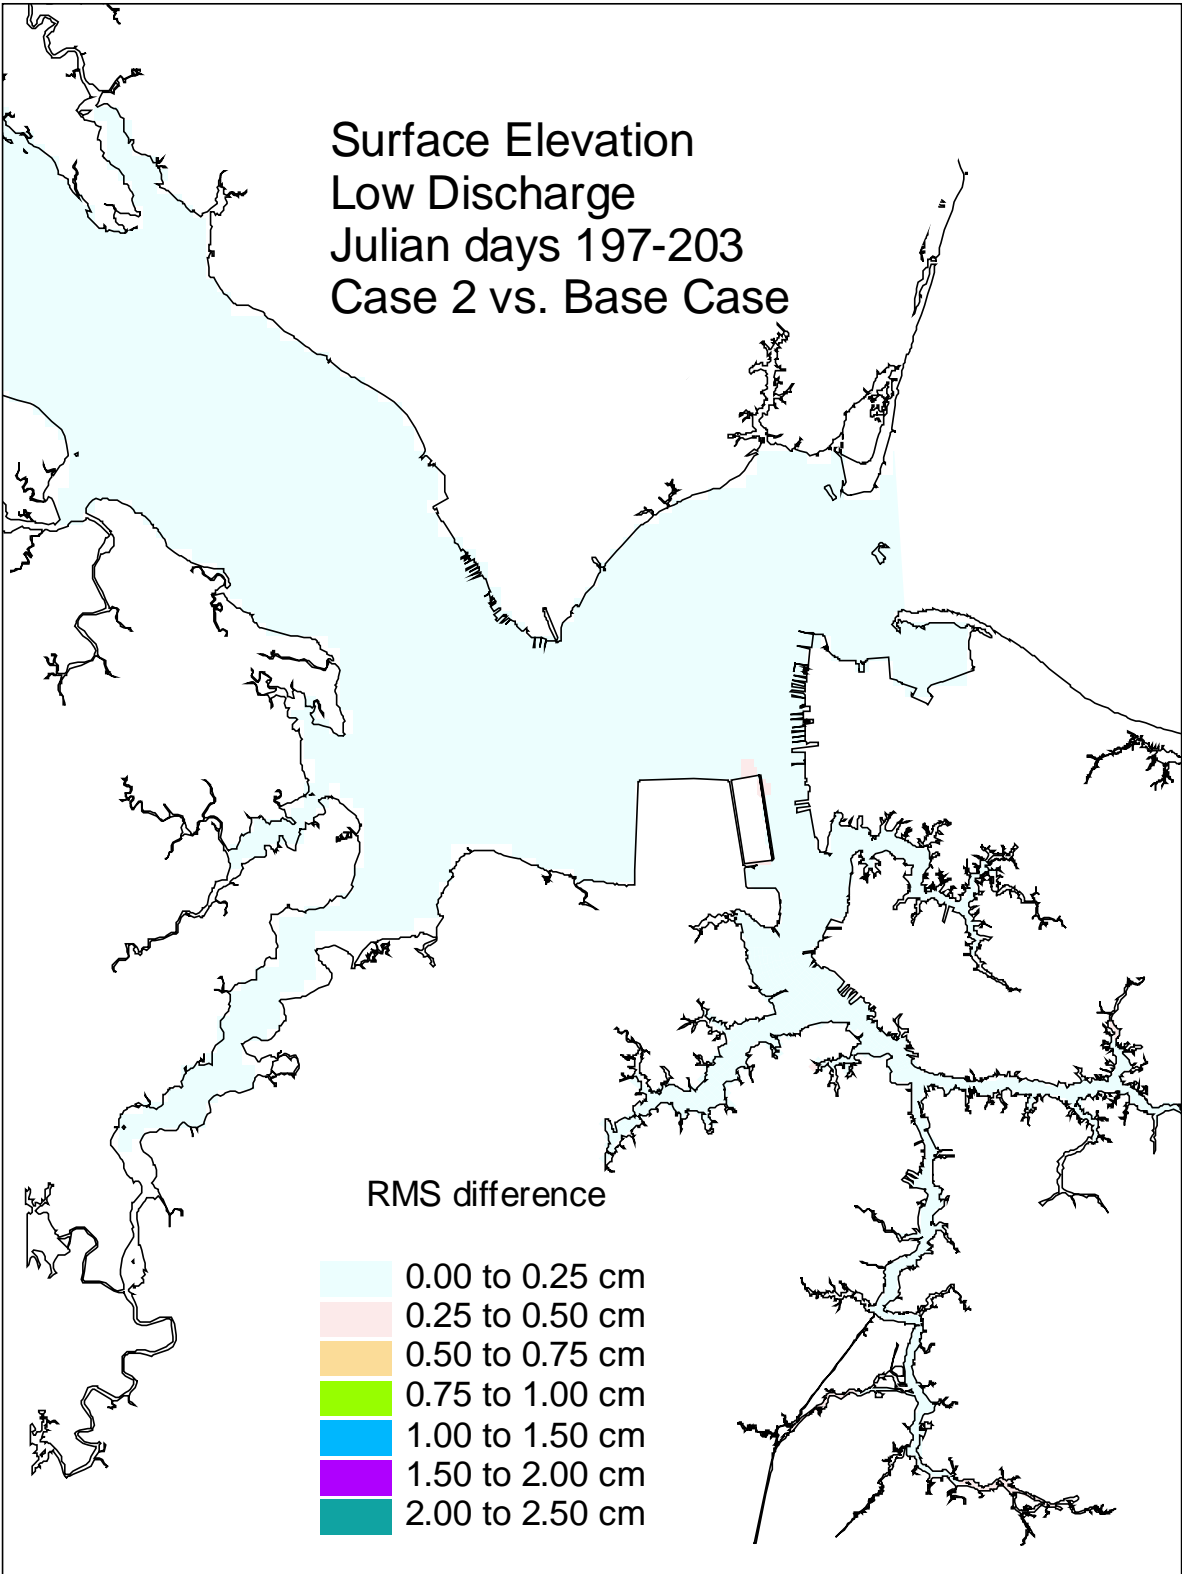 Surface Elevation
Low Discharge
Julian days 197-203
Case 2 vs. Base Case
RMS difference
0.00 to 0.25 cm
0.25 to 0.50 cm
0.50 to 0.75 cm
0.75 to 1.00 cm
1.00 to 1.50 cm
1.50 to 2.00 cm
2.00 to 2.50 cm